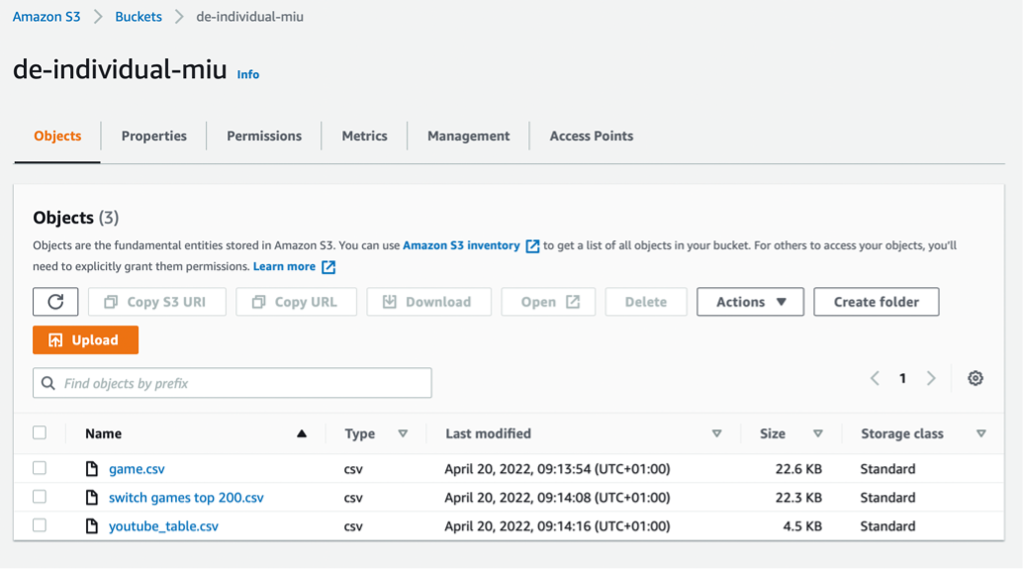 Amazon S3 > Buckets > de-individual-miu
de-individual-miu Info
Objects Properties Permissions Metrics Management Access Points
Objects (3)
Objects are the fundamental entities stored in Amazon S3. You can use Amazon S3 inventory to get a list of all objects in your bucket. For others to access your objects, you'll
need to explicitly grant them permissions. Learn more
Copy S3 URI Copy URL Download Open Delete Actions Create folder
Upload
Find objects by prefix 1
Name Type Last modified Size Storage class
game.csv csv April 20, 2022, 09:13:54 (UTC+01:00) 22.6 KB Standard
switch games top 200.csv csv April 20, 2022, 09:14:08 (UTC+01:00) 22.3 KB Standard
youtube_table.csv csv April 20, 2022, 09:14:16 (UTC+01:00) 4.5 KB Standard